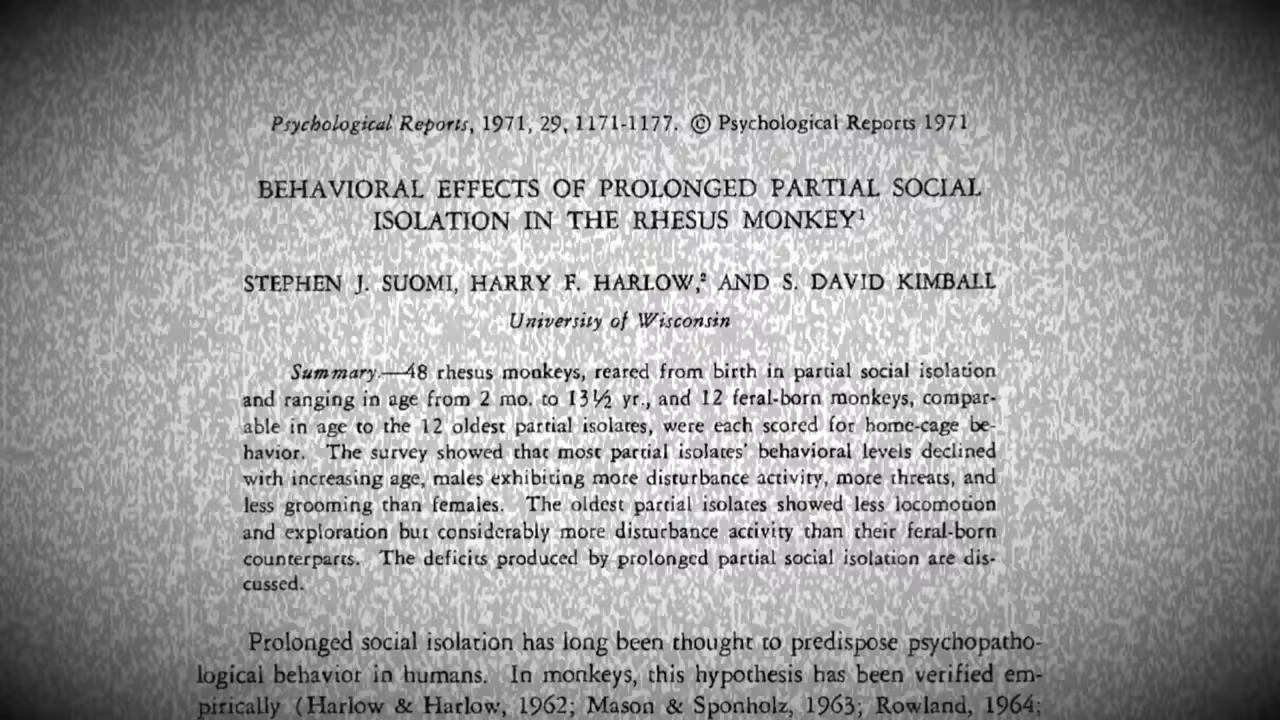 Psychological Reports, 1971, 29, 1171-1177. © Psychological Reports 1971
BEHAVIORAL EFFECTS OF PROLONGED PARTIAL SOCIAL
ISOLATION IN THE RHESUS MONKEY¹
STEPHEN J. SUOMI, HARRY F. HARLOW,² AND S. DAVID KIMBALL
University of Wisconsin
Summary.—48 rhesus monkeys, reared from birth in partial social isolation
and ranging in age from 2 mo. to 13½ yr., and 12 feral-born monkeys, compar-
able in age to the 12 oldest partial isolates, were each scored for home-cage be-
havior. The survey showed that most partial isolates' behavioral levels declined
with increasing age, males exhibiting more disturbance activity, more threats, and
less grooming than females. The oldest partial isolates showed less locomotion
and exploration but considerably more disturbance activity than their feral-born
counterparts. The deficits produced by prolonged partial social isolation are dis-
cussed.
Prolonged social isolation has long been thought to predispose psychopatho-
logical behavior in humans. In monkeys, this hypothesis has been verified em-
pirically (Harlow & Harlow, 1962; Mason & Sponholz, 1963; Rowland, 1964;